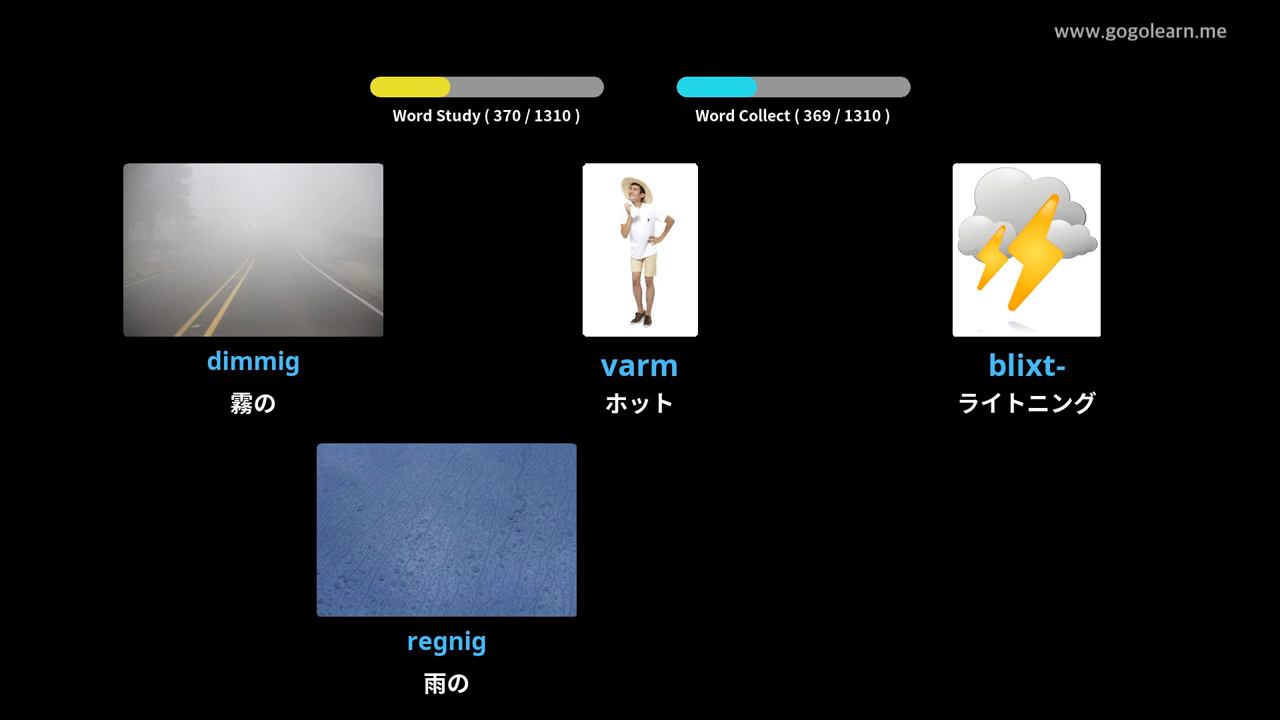 www.gogolearn.me
Word Study ( 370 / 1310 )
Word Collect ( 369 / 1310 )
dimmig
霧の
varm
ホット
blixt-
ライトニング
regnig
雨の